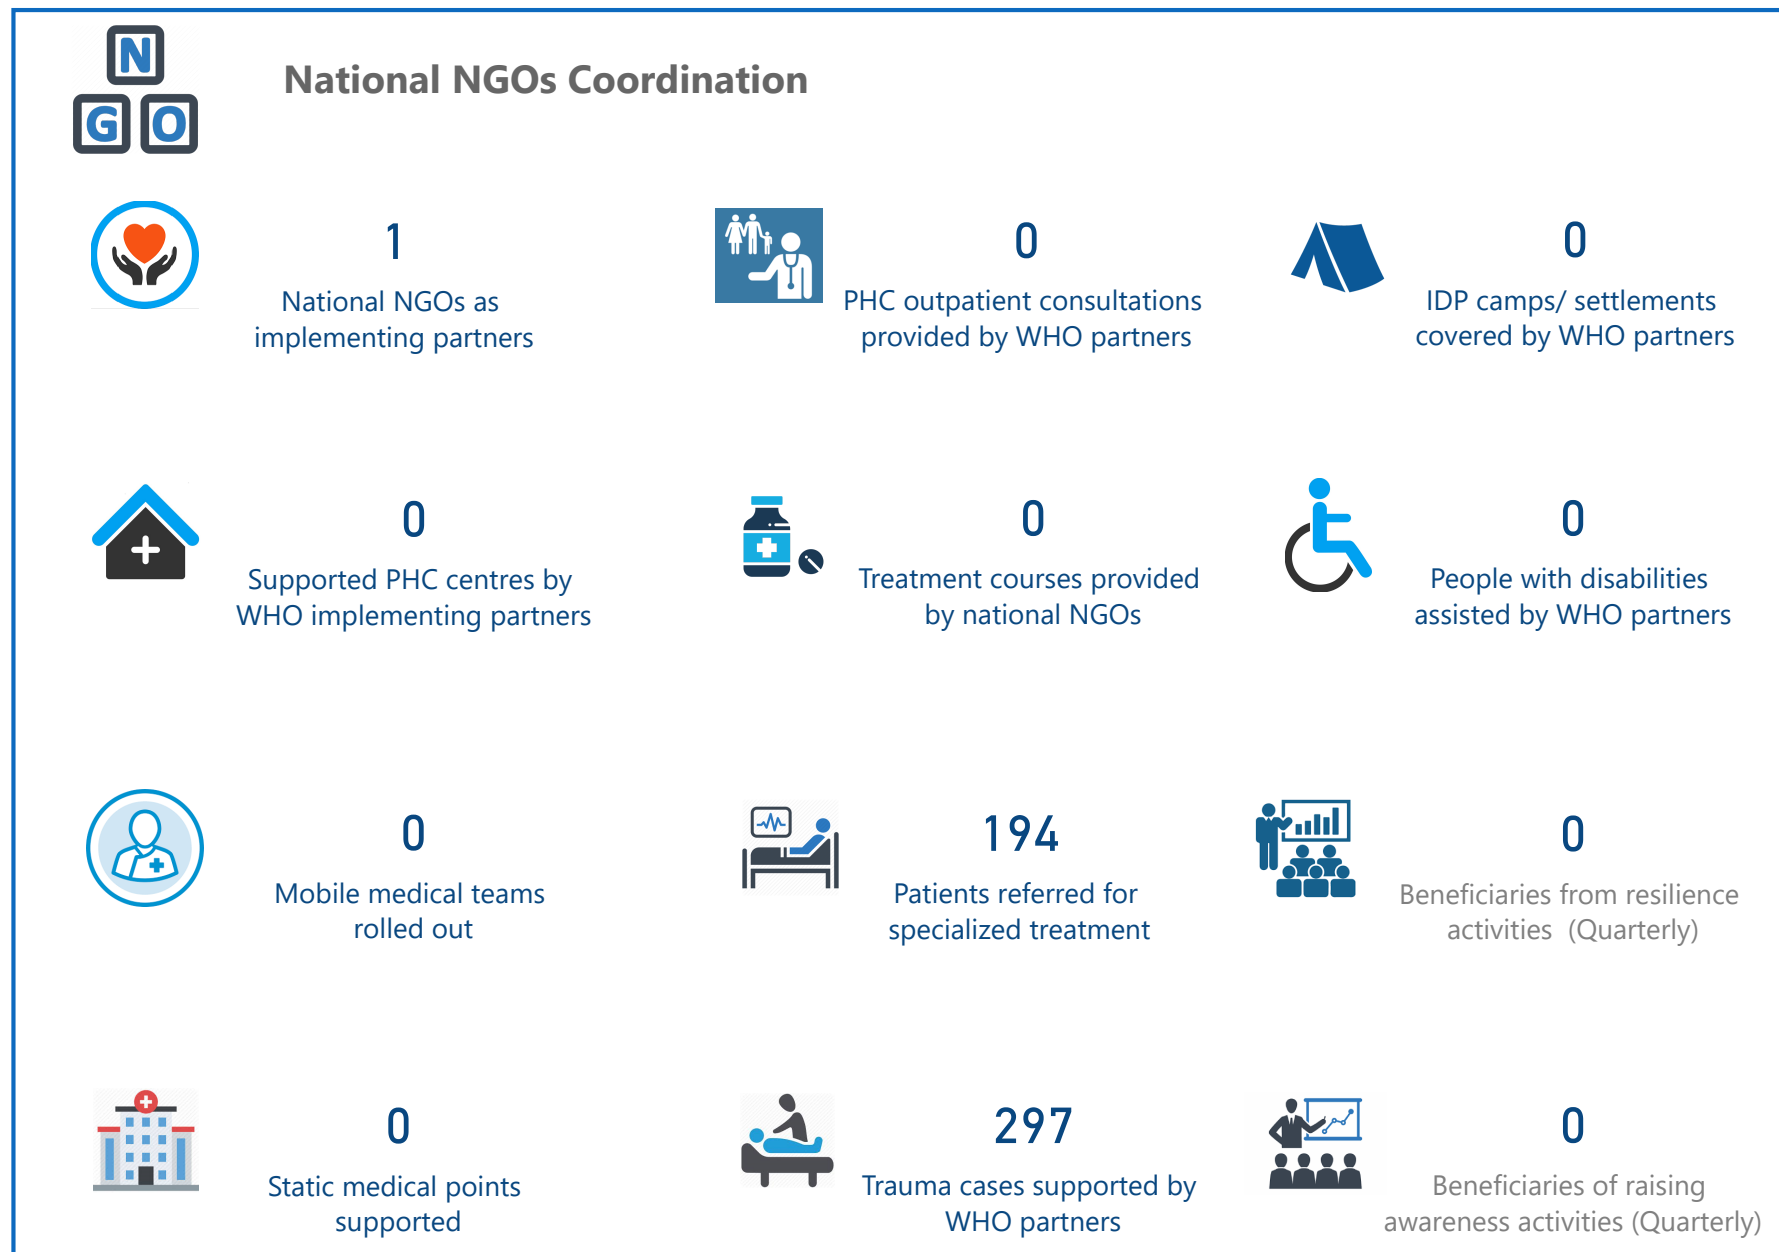 N
G O
National NGOs Coordination
1
National NGOs as
implementing partners
0
PHC outpatient consultations
provided by WHO partners
0
IDP camps/ settlements
covered by WHO partners
0
Supported PHC centres by
WHO implementing partners
0
Treatment courses provided
by national NGOs
0
People with disabilities
assisted by WHO partners
0
Mobile medical teams
rolled out
194
Patients referred for
specialized treatment
0
Beneficiaries from resilience
activities  (Quarterly)
0
Static medical points
supported
297
Trauma cases supported by
WHO partners
0
Beneficiaries of raising
awareness activities (Quarterly)